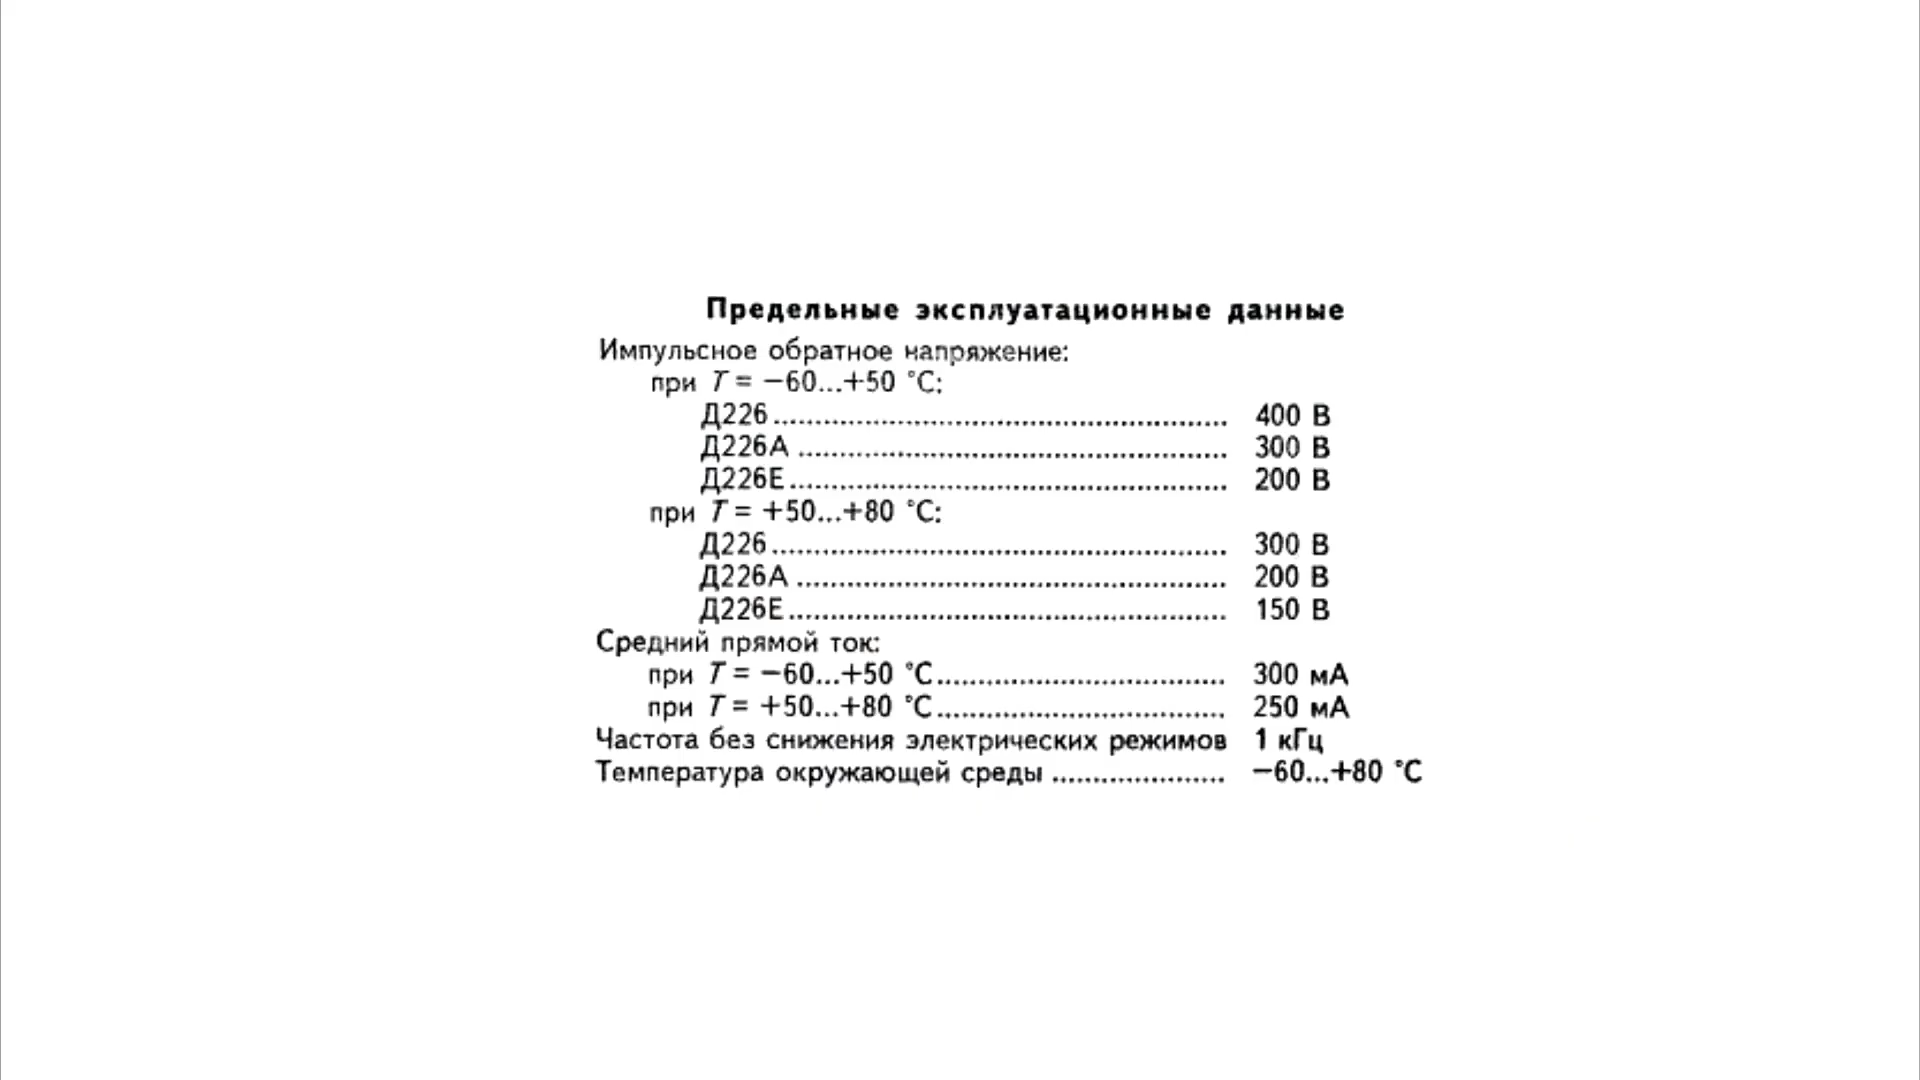 Предельные эксплуатационные данные
Импульсное обратное напряжение:
при T = −60...+50 °С:
Д226 ........................................................ 400 В
Д226А ..................................................... 300 В
Д226Е ...................................................... 200 В
при T = +50...+80 °С:
Д226 ........................................................ 300 В
Д226А ..................................................... 200 В
Д226Е ...................................................... 150 В
Средний прямой ток:
при T = −60...+50 °С ................................... 300 мА
при T = +50...+80 °С ................................... 250 мА
Частота без снижения электрических режимов 1 кГц
Температура окружающей среды ..................... −60...+80 °С